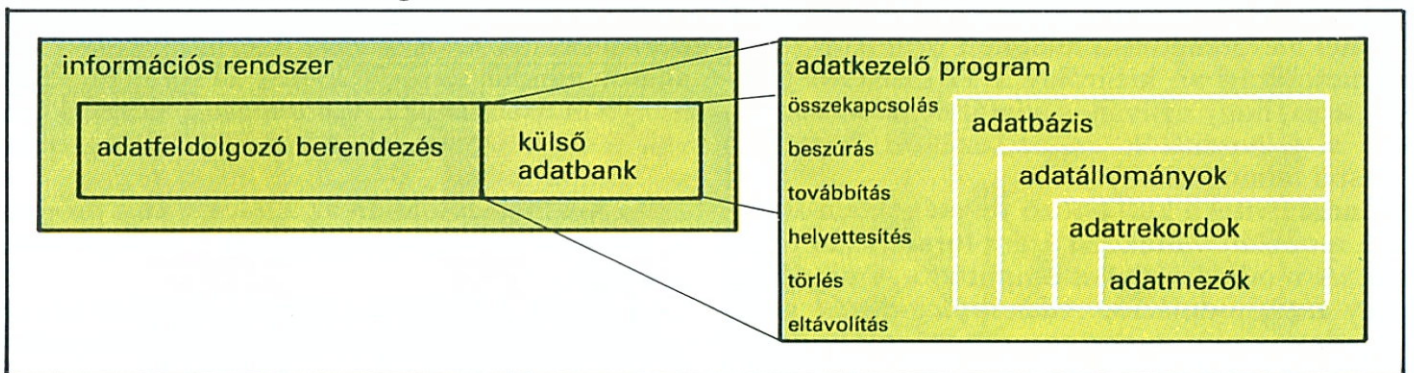 információs rendszer
adatfeldolgozó berendezés
külső
adatbank
adatkezelő program
összekapcsolás
beszúrás
továbbítás
helyettesítés
törlés
eltávolítás
adatbázis
adatállományok
adatrekordok
adatmezők